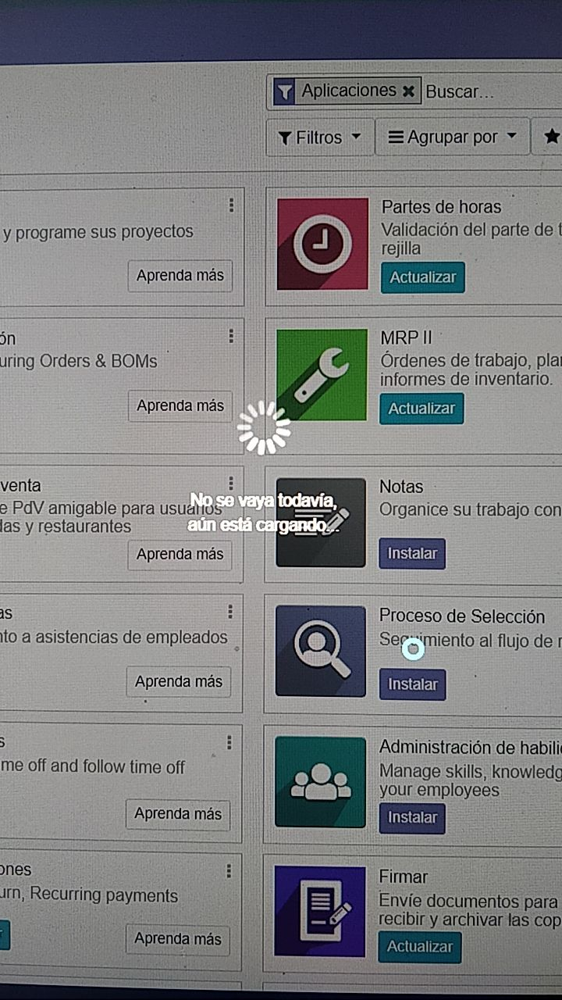 Aplicaciones ✖ Buscar...
Filtros
Agrupar por
y programe sus proyectos
Aprenda más
Partes de horas
Validación del parte de t
rejilla
Actualizar
ón
uring Orders & BOMs
Aprenda más
MRP II
Órdenes de trabajo, plan
informes de inventario.
Actualizar
No se vaya todavía,
aún está cargando...
venta
e PdV amigable para usuarios
das y restaurantes
Aprenda más
Notas
Organice su trabajo con
Instalar
as
nto a asistencias de empleados
Aprenda más
Proceso de Selección
Seguimiento al flujo de r
Instalar
s
me off and follow time off
Aprenda más
Administración de habili
Manage skills, knowledg
your employees
Instalar
ones
urn, Recurring payments
Aprenda más
Firmar
Envíe documentos para
recibir y archivar las cop
Actualizar